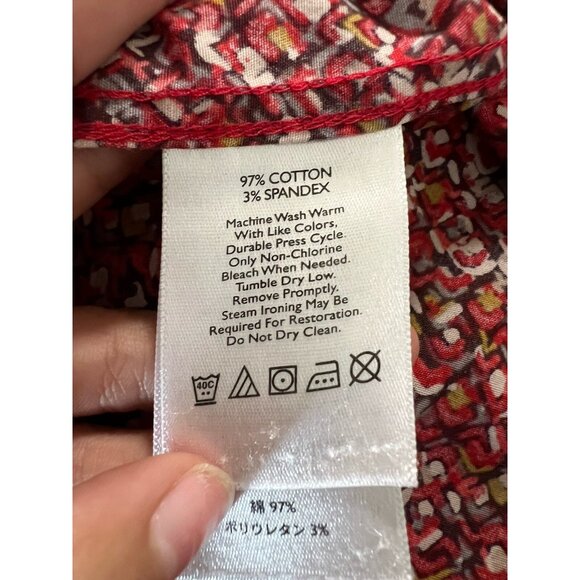 97% COTTON
3% SPANDEX
Machine Wash Warm
With Like Colors,
Durable Press Cycle.
Only Non-Chlorine
Bleach When Needed.
Tumble Dry Low.
Remove Promptly.
Steam Ironing May Be
Required For Restoration.
Do Not Dry Clean.
40C
綿 97%
ポリウレタン 3%